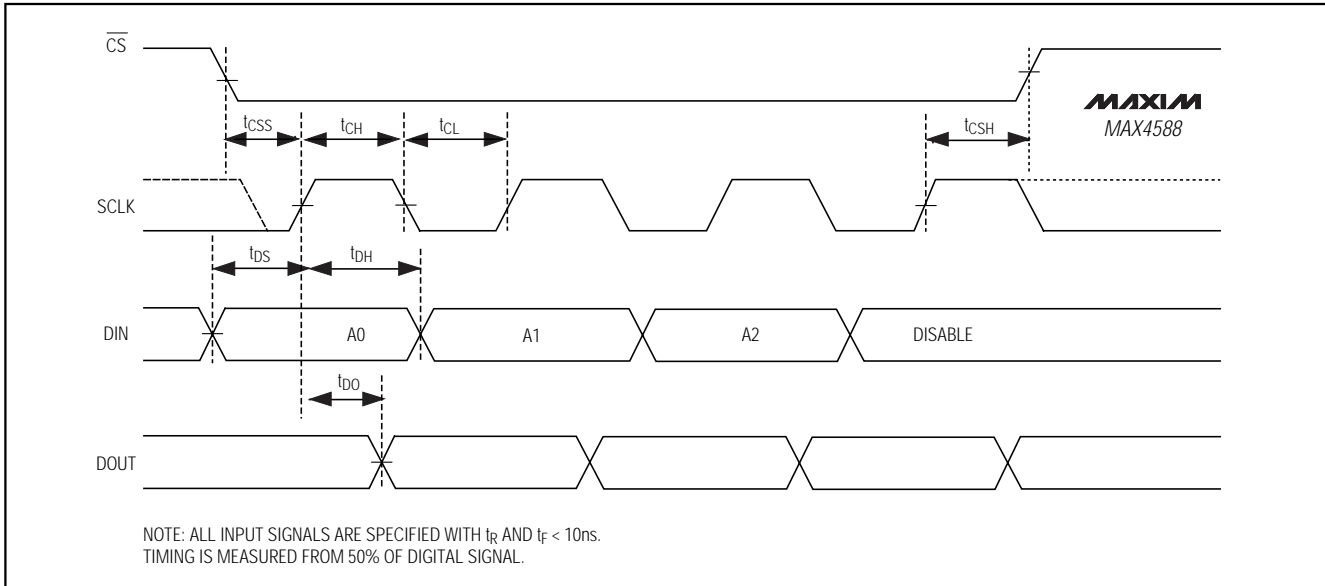 CS
MAXIM
MAX4588
tCSS
tCH
tCL
tCSH
SCLK
tDS
tDH
DIN
A0
A1
A2
DISABLE
tDO
DOUT
NOTE: ALL INPUT SIGNALS ARE SPECIFIED WITH tR AND tF < 10ns.
TIMING IS MEASURED FROM 50% OF DIGITAL SIGNAL.